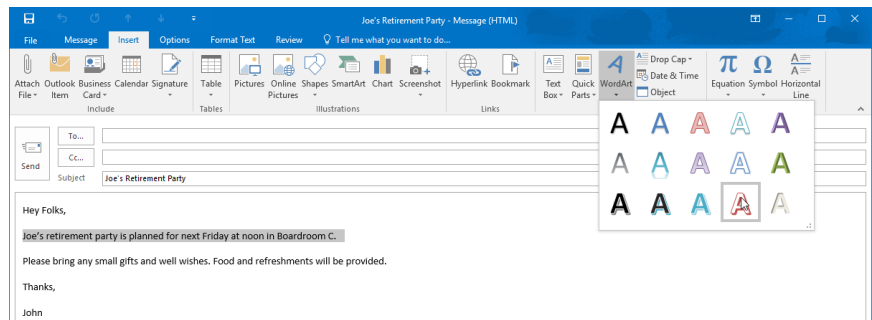 Joe's Retirement Party - Message (HTML)
File Message Insert Options Format Text Review Tell me what you want to do...
Attach File Outlook Item Business Card Calendar Signature Table Pictures Online Pictures Shapes SmartArt Chart Screenshot Hyperlink Bookmark Text Box Quick Parts WordArt Drop Cap Date & Time Object Equation Symbol Horizontal Line
Include Tables Illustrations Links
A A A A A
A A A A A
A A A A A
Send
To...
Cc...
Subject Joe's Retirement Party
Hey Folks,
Joe's retirement party is planned for next Friday at noon in Boardroom C.
Please bring any small gifts and well wishes. Food and refreshments will be provided.
Thanks,
John